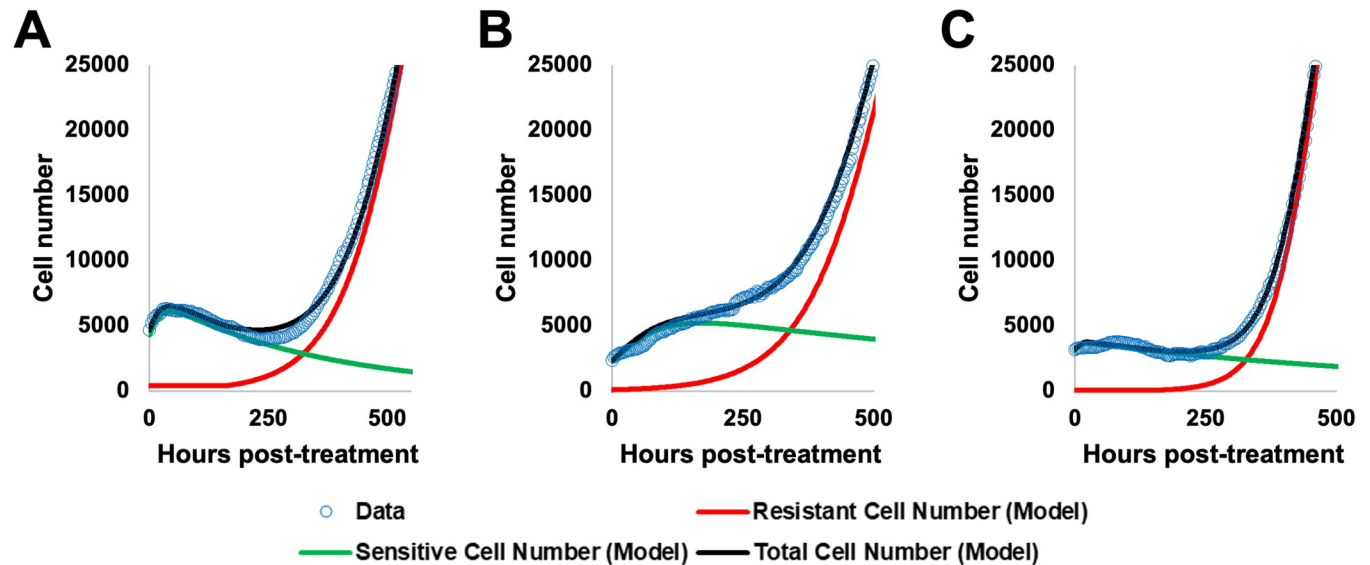 A
B
C
25000
20000
15000
10000
5000
0
Cell number
0
250
500
Hours post-treatment
25000
20000
15000
10000
5000
0
Cell number
0
250
500
Hours post-treatment
25000
20000
15000
10000
5000
0
Cell number
0
250
500
Hours post-treatment
Data
Resistant Cell Number (Model)
Sensitive Cell Number (Model)
Total Cell Number (Model)